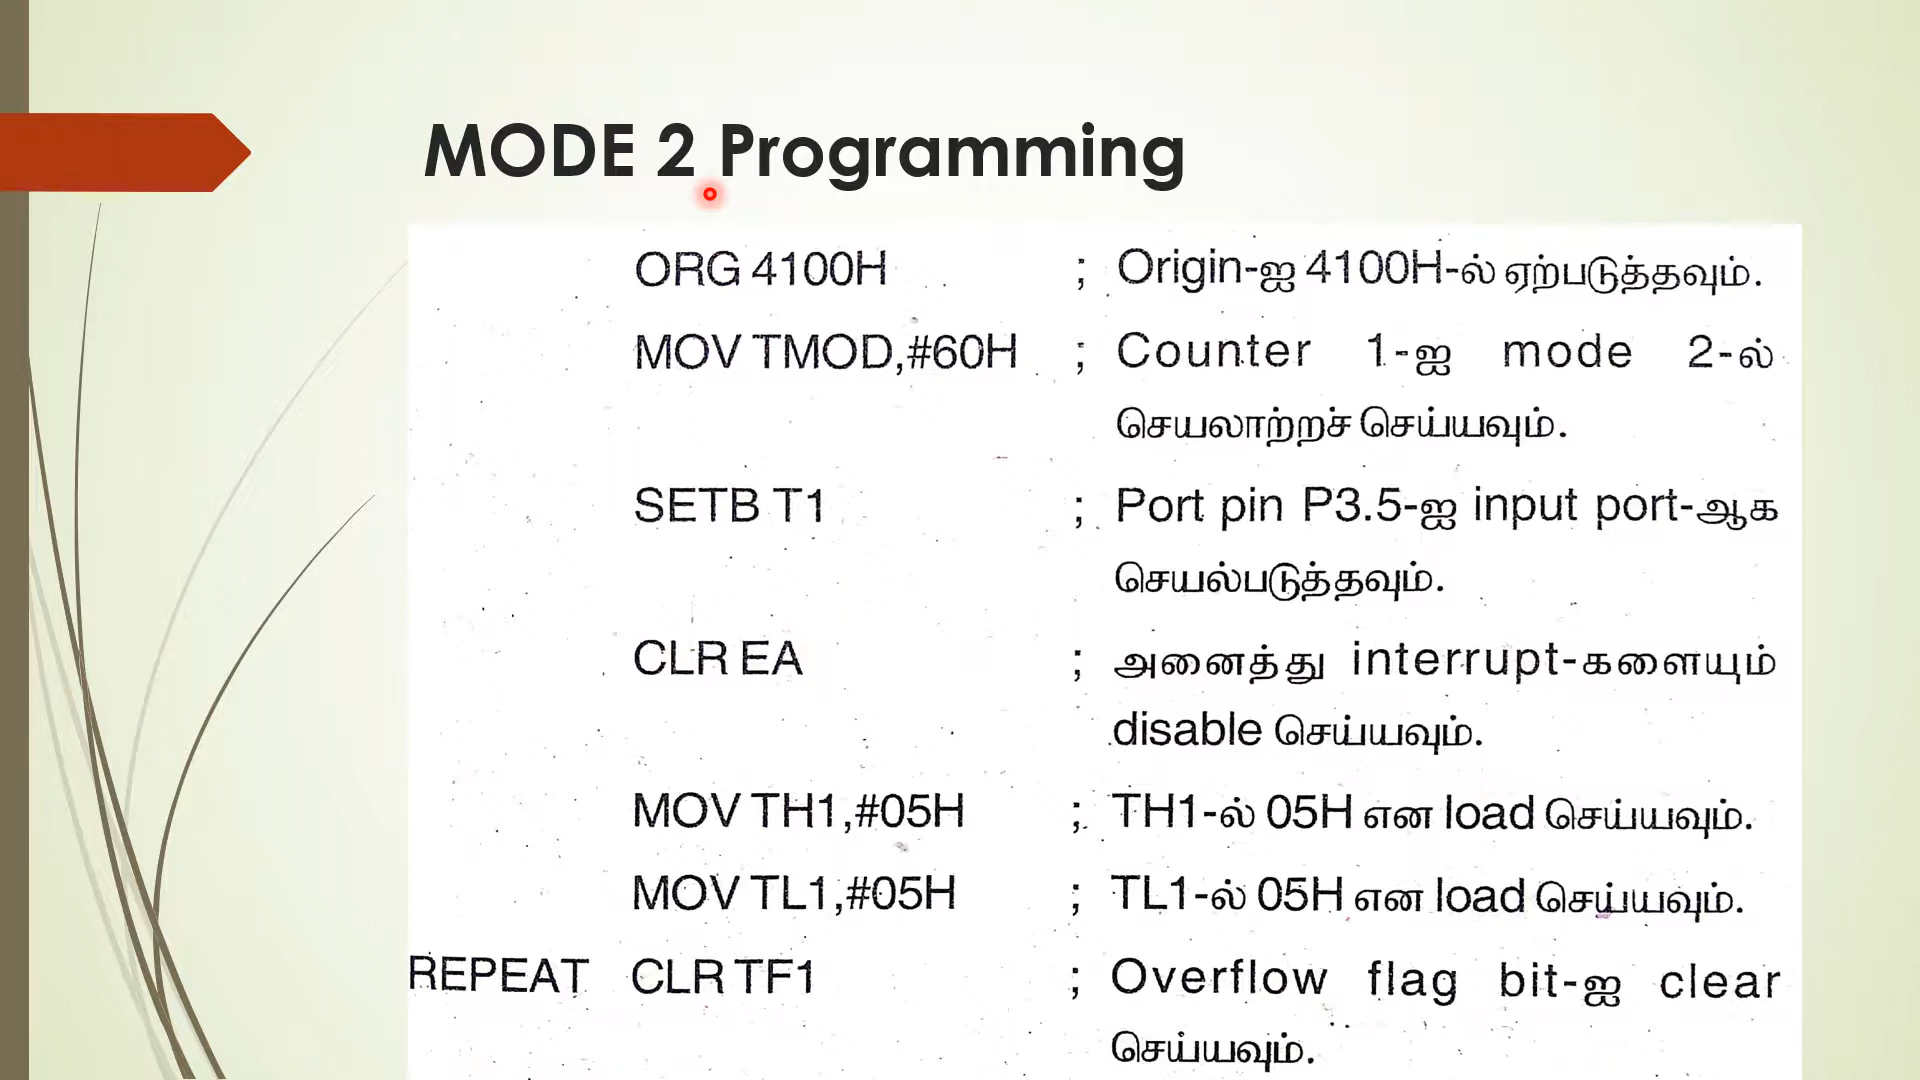 MODE 2 Programming
ORG 4100H ; Origin-ஐ 4100H-ல் ஏற்படுத்தவும்.
MOV TMOD,#60H ; Counter 1-ஐ mode 2-ல்
செயலாற்றச் செய்யவும்.
SETB T1 ; Port pin P3.5-ஐ input port-ஆக
செயல்படுத்தவும்.
CLR EA ; அனைத்து interrupt-களையும்
disable செய்யவும்.
MOV TH1,#05H ; TH1-ல் 05H என load செய்யவும்.
MOV TL1,#05H ; TL1-ல் 05H என load செய்யவும்.
REPEAT CLR TF1 ; Overflow flag bit-ஐ clear
செய்யவும்.